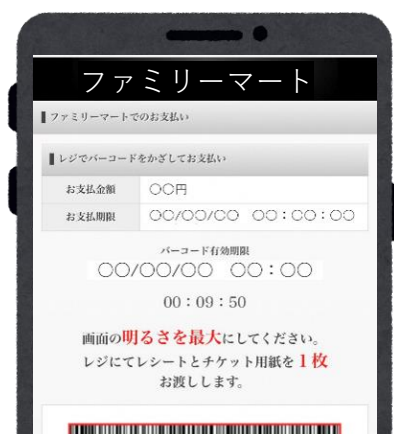 ファミリーマート
ファミリーマートでのお支払い
レジでバーコードをかざしてお支払い
お支払金額 〇〇円
お支払期限 〇〇/〇〇/〇〇 〇〇:〇〇:〇〇
バーコード有効期限
〇〇/〇〇/〇〇 〇〇:〇〇
00:09:50
画面の明るさを最大にしてください。
レジにてレシートとチケット用紙を1枚
お渡しします。